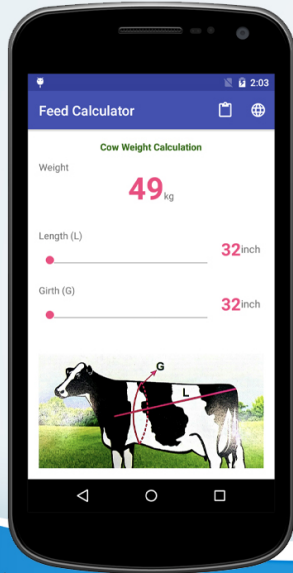 2:03
Feed Calculator
Cow Weight Calculation
Weight
49kg
Length (L)
32inch
Girth (G)
32inch
G
L